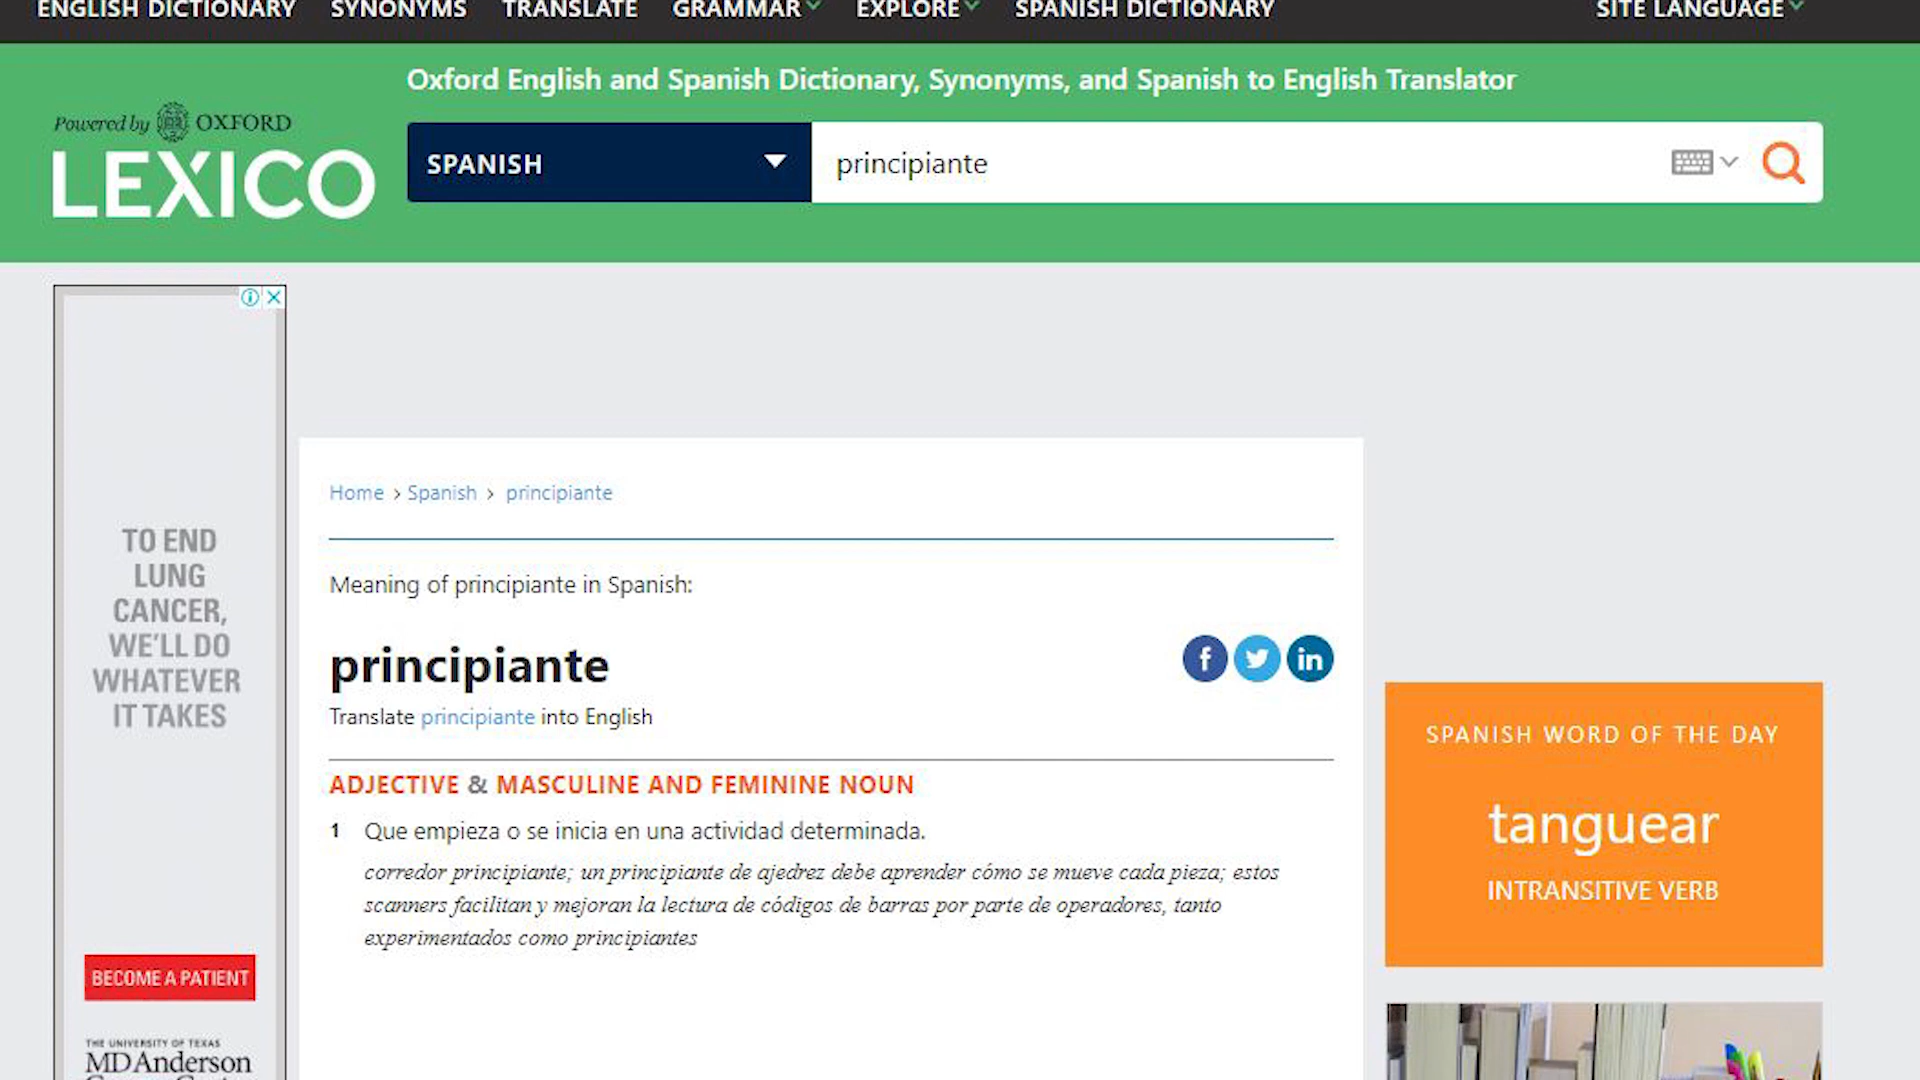 ENGLISH DICTIONARY SYNONYMS TRANSLATE GRAMMAR EXPLORE SPANISH DICTIONARY SITE LANGUAGE
Oxford English and Spanish Dictionary, Synonyms, and Spanish to English Translator
Powered by OXFORD
LEXICO
SPANISH
principiante
TO END
LUNG
CANCER,
WE'LL DO
WHATEVER
IT TAKES
BECOME A PATIENT
THE UNIVERSITY OF TEXAS
MD Anderson
Home > Spanish > principiante
Meaning of principiante in Spanish:
principiante
Translate principiante into English
ADJECTIVE & MASCULINE AND FEMININE NOUN
1 Que empieza o se inicia en una actividad determinada.
corredor principiante; un principiante de ajedrez debe aprender cómo se mueve cada pieza; estos
scanners facilitan y mejoran la lectura de códigos de barras por parte de operadores, tanto
experimentados como principiantes
SPANISH WORD OF THE DAY
tanguear
INTRANSITIVE VERB